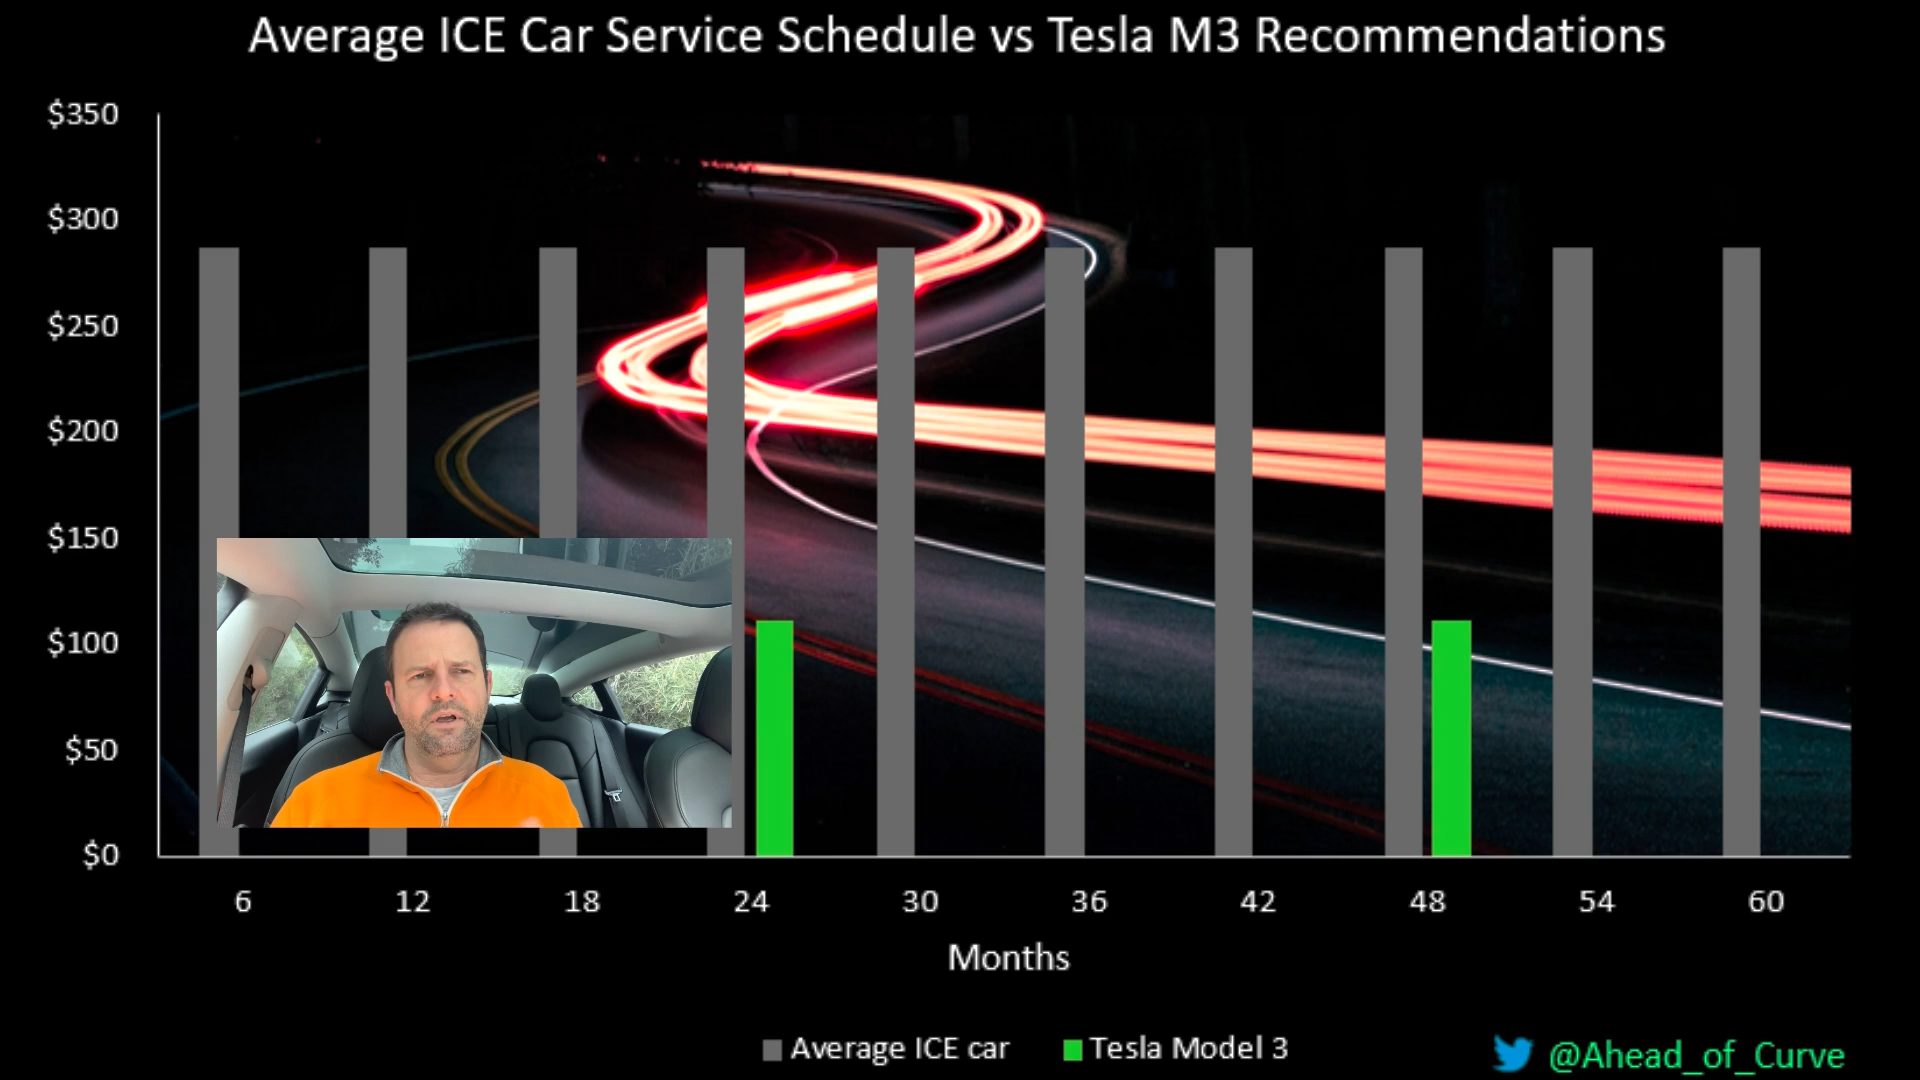 Average ICE Car Service Schedule vs Tesla M3 Recommendations
$350
$300
$250
$200
$150
$100
$50
$0
6 12 18 24 30 36 42 48 54 60
Months
Average ICE car Tesla Model 3
@Ahead_of_Curve